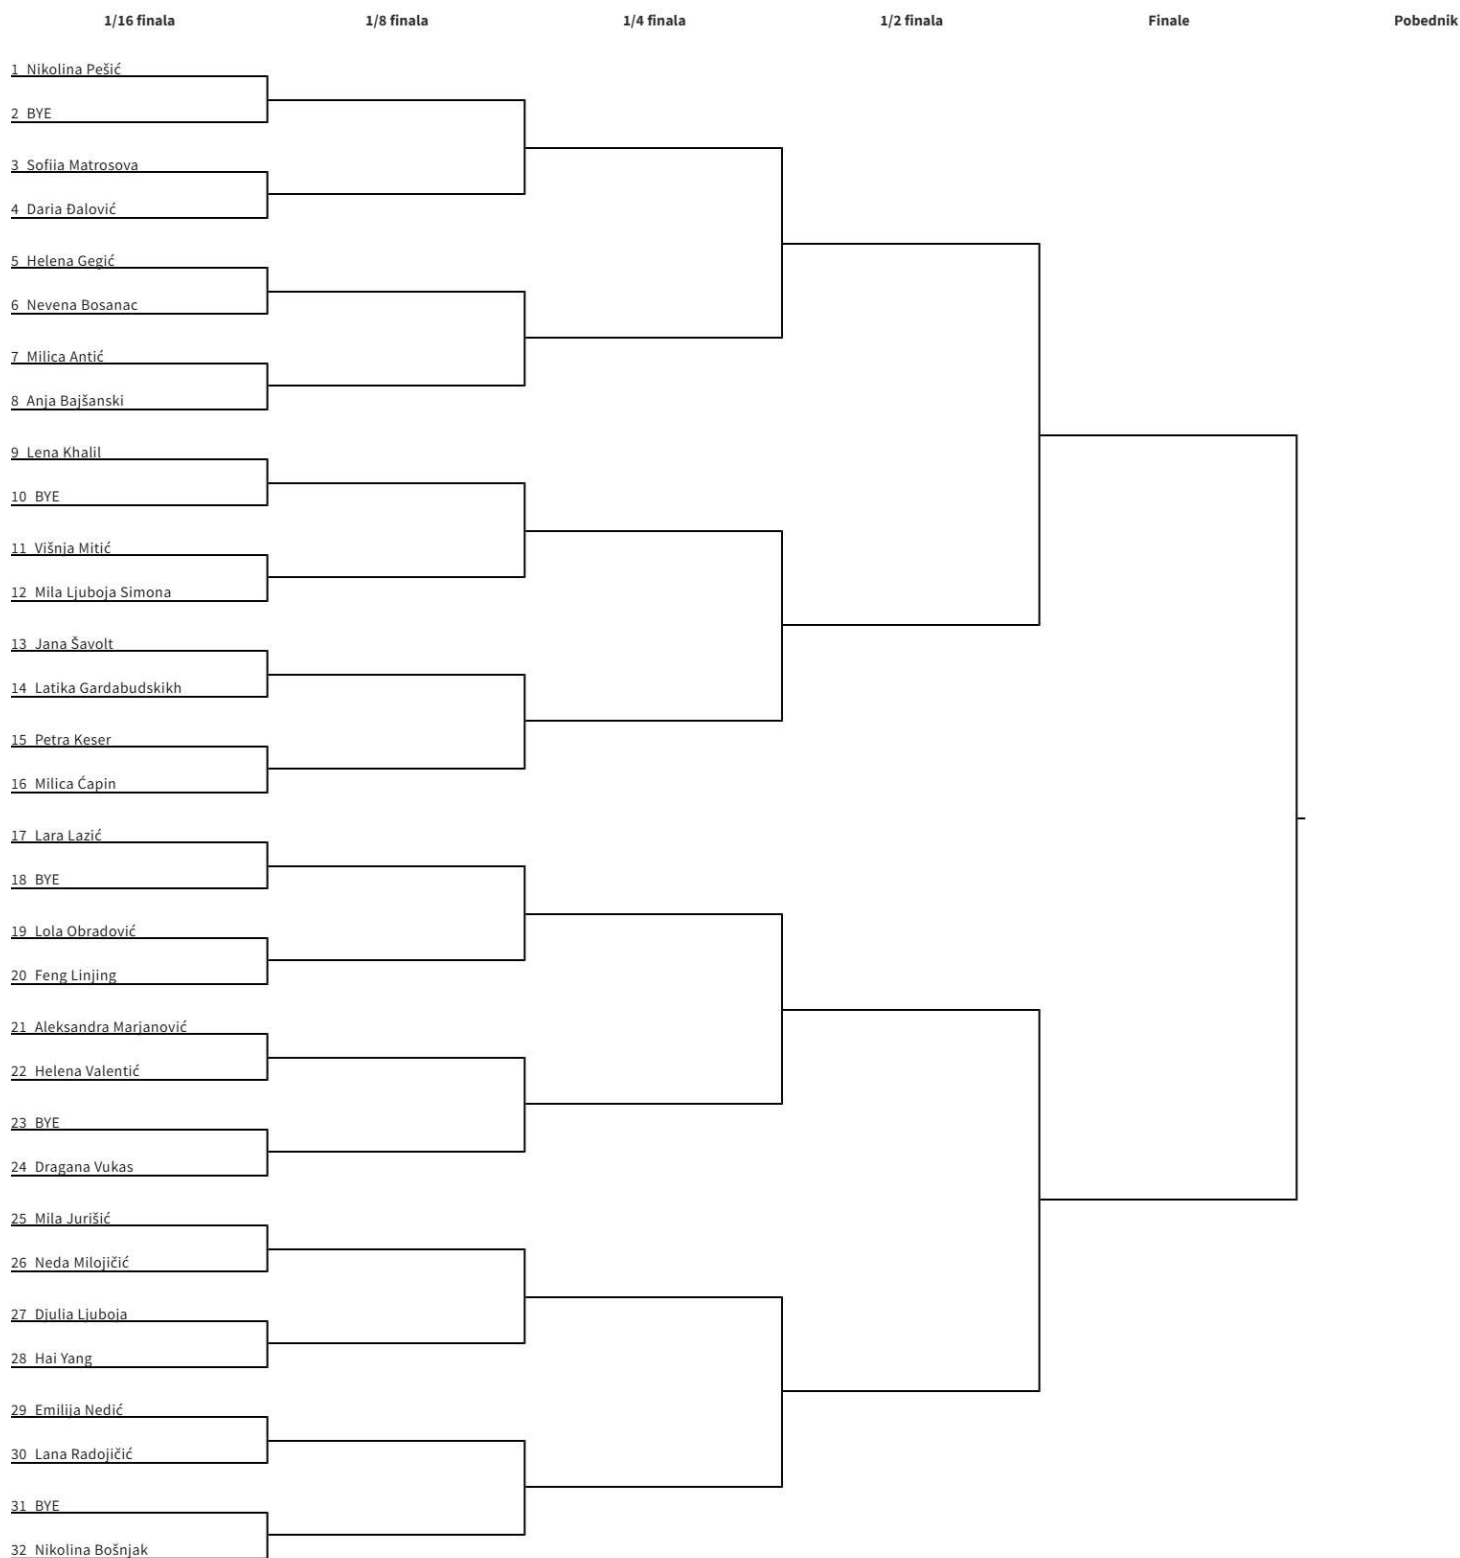 1/16 finala 1/8 finala 1/4 finala 1/2 finala Finale Pobednik
1 Nikolina Pešić
2 BYE
3 Sofiia Matrosova
4 Daria Đalović
5 Helena Gegić
6 Nevena Bosanac
7 Milica Antić
8 Anja Bajšanski
9 Lena Khalil
10 BYE
11 Višnja Mitić
12 Mila Ljuboja Simona
13 Jana Šavolt
14 Latika Gardabudskikh
15 Petra Keser
16 Milica Ćapin
17 Lara Lazić
18 BYE
19 Lola Obradović
20 Feng Linjing
21 Aleksandra Marjanović
22 Helena Valentić
23 BYE
24 Dragana Vukas
25 Mila Jurišić
26 Neda Milojičić
27 Djulia Ljuboja
28 Hai Yang
29 Emilija Nedić
30 Lana Radojičić
31 BYE
32 Nikolina Bošnjak